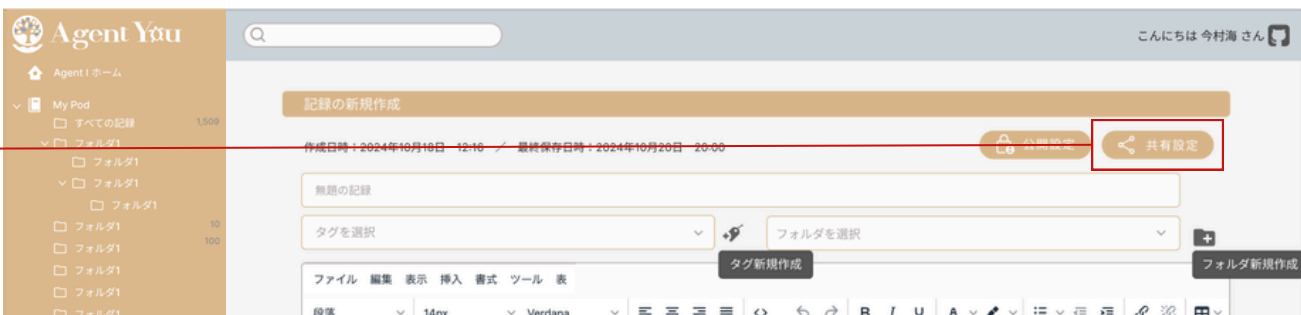 Agent You
こんにちは 今村海 さん
Agent I ホーム
My Pod
すべての記録 1,509
フォルダ1
フォルダ1
フォルダ1
フォルダ1
フォルダ1 10
フォルダ1 100
フォルダ1
フォルダ1
フォルダ1
記録の新規作成
作成日時：2024年10月18日 12:16 ／ 最終保存日時：2024年10月20日 20:00
公開設定
共有設定
無題の記録
タグを選択
フォルダを選択
タグ新規作成
フォルダ新規作成
ファイル 編集 表示 挿入 書式 ツール 表
段落 14px Verdana B I U A